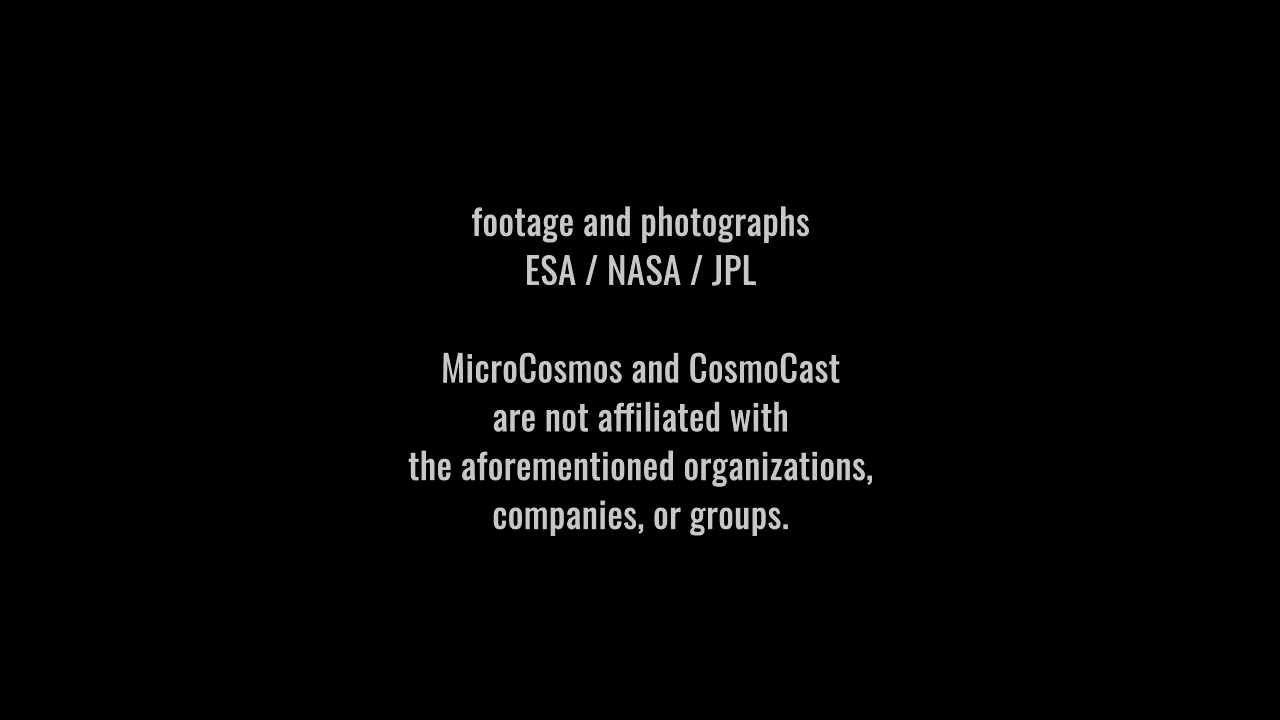 footage and photographs
ESA / NASA / JPL
MicroCosmos and CosmoCast
are not affiliated with
the aforementioned organizations,
companies, or groups.